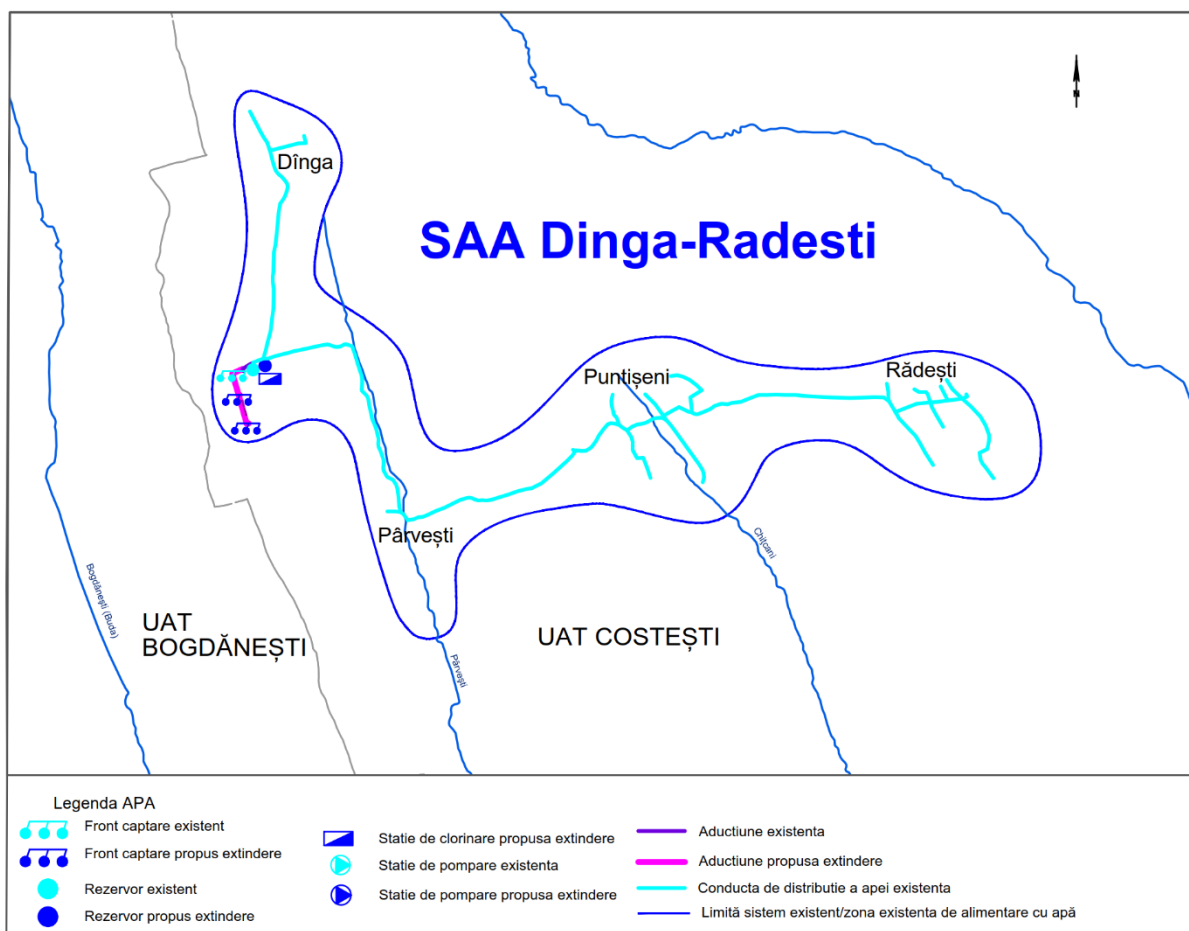 Dînga
SAA Dinga-Radesti
Puntișeni
Rădești
Pârvești
Chițcani
Bogdănești (Buda)
UAT
BOGDĂNEȘTI
UAT COSTEȘTI
Pârvești
Legenda APA
Front captare existent
Front captare propus extindere
Rezervor existent
Rezervor propus extindere
Statie de clorinare propusa extindere
Statie de pompare existenta
Statie de pompare propusa extindere
Aductiune existenta
Aductiune propusa extindere
Conducta de distributie a apei existenta
Limită sistem existent/zona existenta de alimentare cu apă